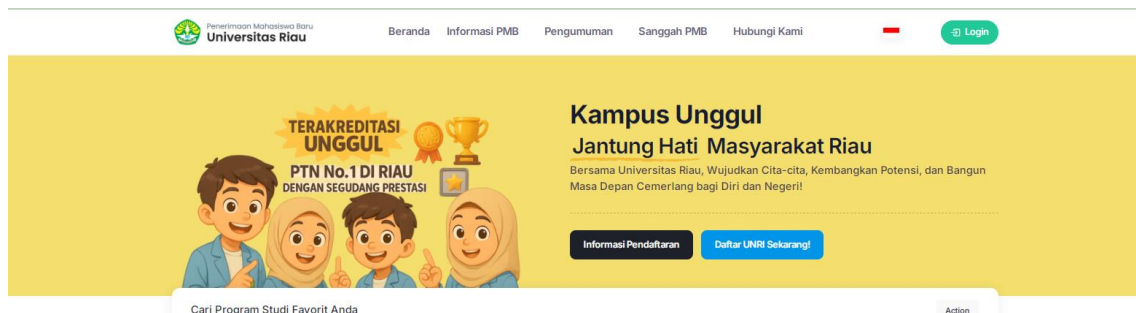 Penerimaan Mahasiswa Baru
Universitas Riau
Beranda Informasi PMB Pengumuman Sanggah PMB Hubungi Kami Login
TERAKREDITASI
UNGGUL
PTN No.1 DI RIAU
DENGAN SEGUDANG PRESTASI
Kampus Unggul
Jantung Hati Masyarakat Riau
Bersama Universitas Riau, Wujudkan Cita-cita, Kembangkan Potensi, dan Bangun
Masa Depan Cemerlang bagi Diri dan Negeri!
Informasi Pendaftaran Daftar UNRI Sekarang!
Cari Program Studi Favorit Anda Action